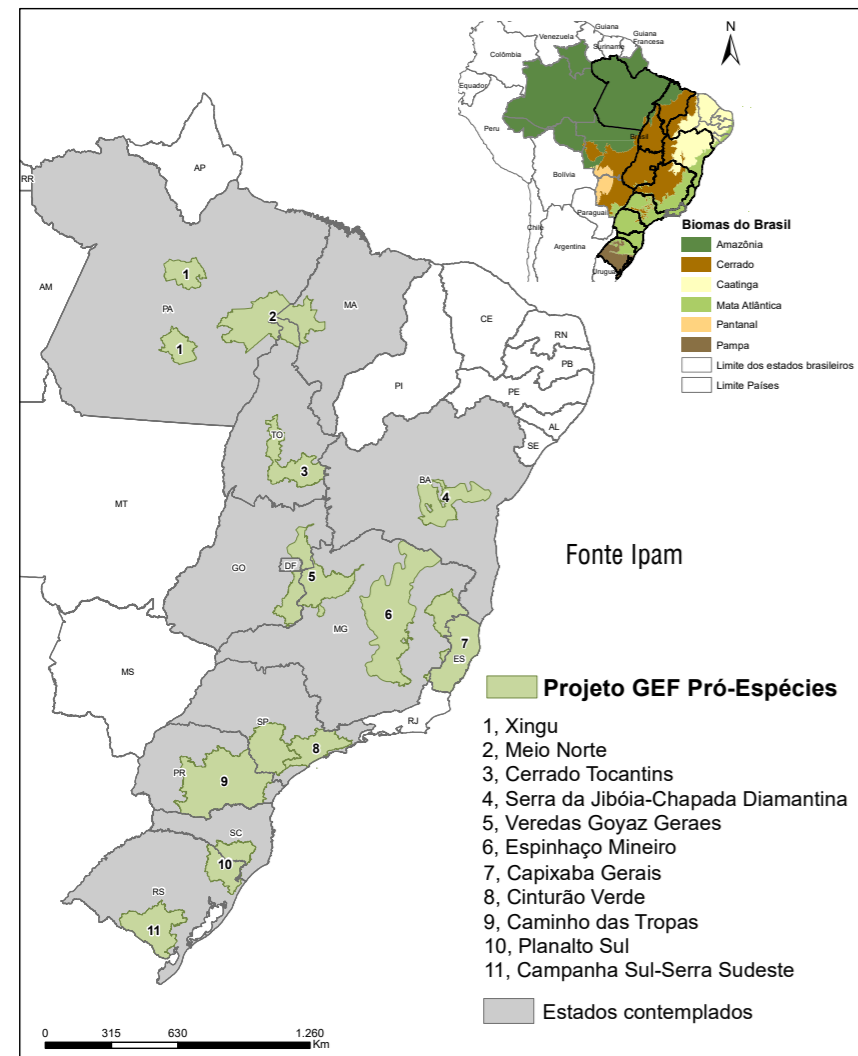 N
Guiana
Venezuela
Guiana
Francesa
Suriname
Colômbia
Equador
Peru
Brasil
Bolívia
Paraguai
Chile
Argentina
Uruguai
Biomas do Brasil
Amazônia
Cerrado
Caatinga
Mata Atlântica
Pantanal
Pampa
Limite dos estados brasileiros
Limite Países
RR
AP
AM
PA
1
1
2
MA
CE
RN
PB
PE
PI
AL
SE
TO
3
MT
BA
4
GO
DF
5
MG
6
7
ES
MS
SP
8
RJ
PR
9
SC
10
RS
11
Fonte Ipam
Projeto GEF Pró-Espécies
1, Xingu
2, Meio Norte
3, Cerrado Tocantins
4, Serra da Jibóia-Chapada Diamantina
5, Veredas Goyaz Geraes
6, Espinhaço Mineiro
7, Capixaba Gerais
8, Cinturão Verde
9, Caminho das Tropas
10, Planalto Sul
11, Campanha Sul-Serra Sudeste
Estados contemplados
0 315 630 1.260
Km